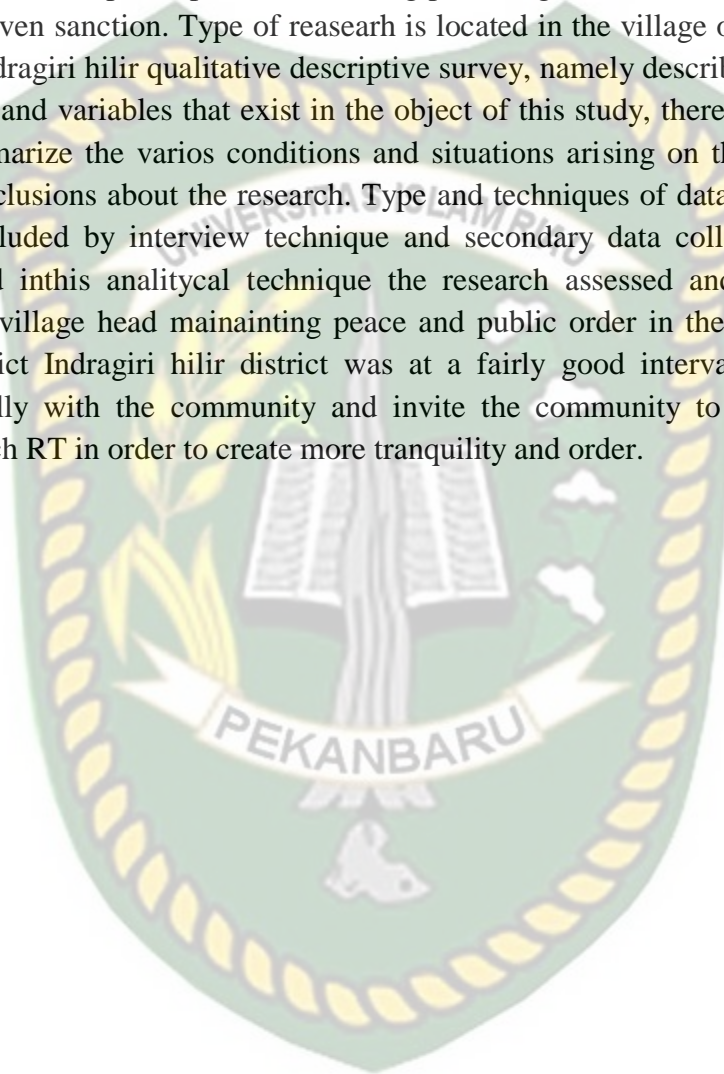 ven sanction. Type of reasearh is located in the village o
dragiri hilir qualitative descriptive survey, namely describ
and variables that exist in the object of this study, there
narize the varios conditions and situations arising on th
clusions about the research. Type and techniques of data
luded by interview technique and secondary data coll
d inthis analitycal technique the research assessed and
village head mainainting peace and public order in the
ict Indragiri hilir district was at a fairly good interva
lly with the community and invite the community to
ch RT in order to create more tranquility and order.
UNIVERSITAS ISLAM RIAU
PEKANBARU